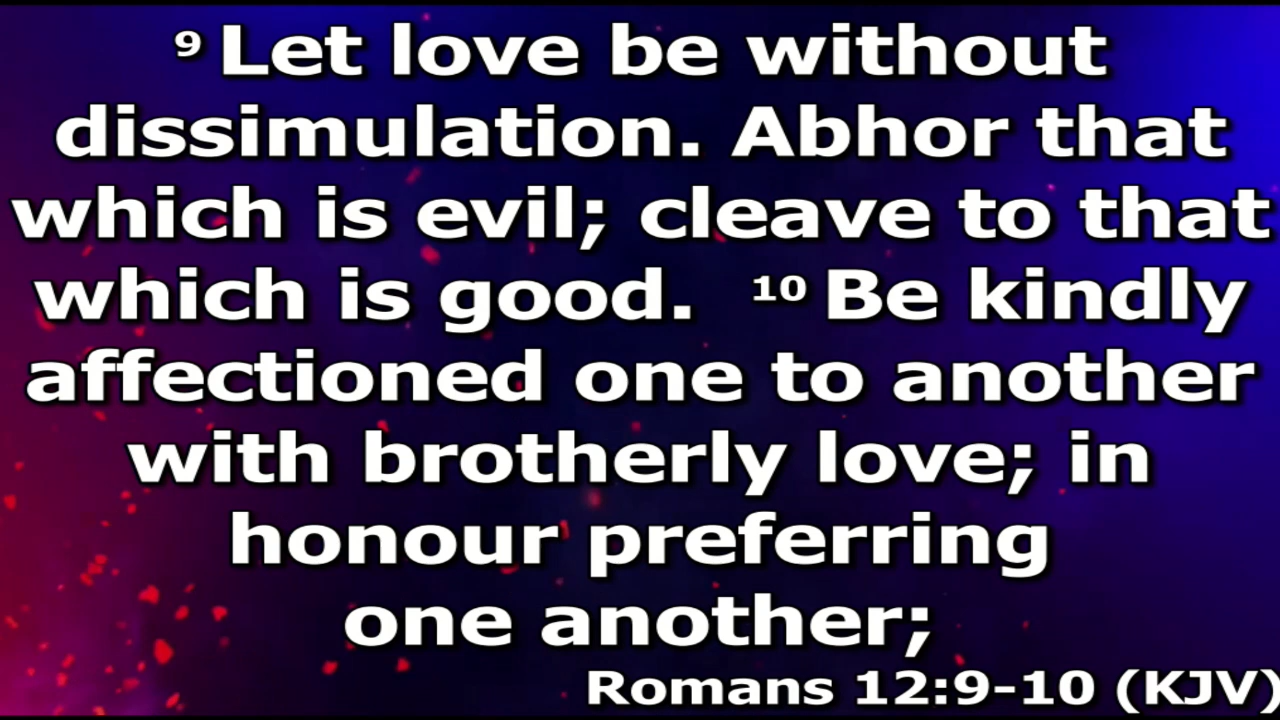 ⁹ Let love be without
dissimulation. Abhor that
which is evil; cleave to that
which is good. ¹⁰ Be kindly
affectioned one to another
with brotherly love; in
honour preferring
one another;
Romans 12:9-10 (KJV)